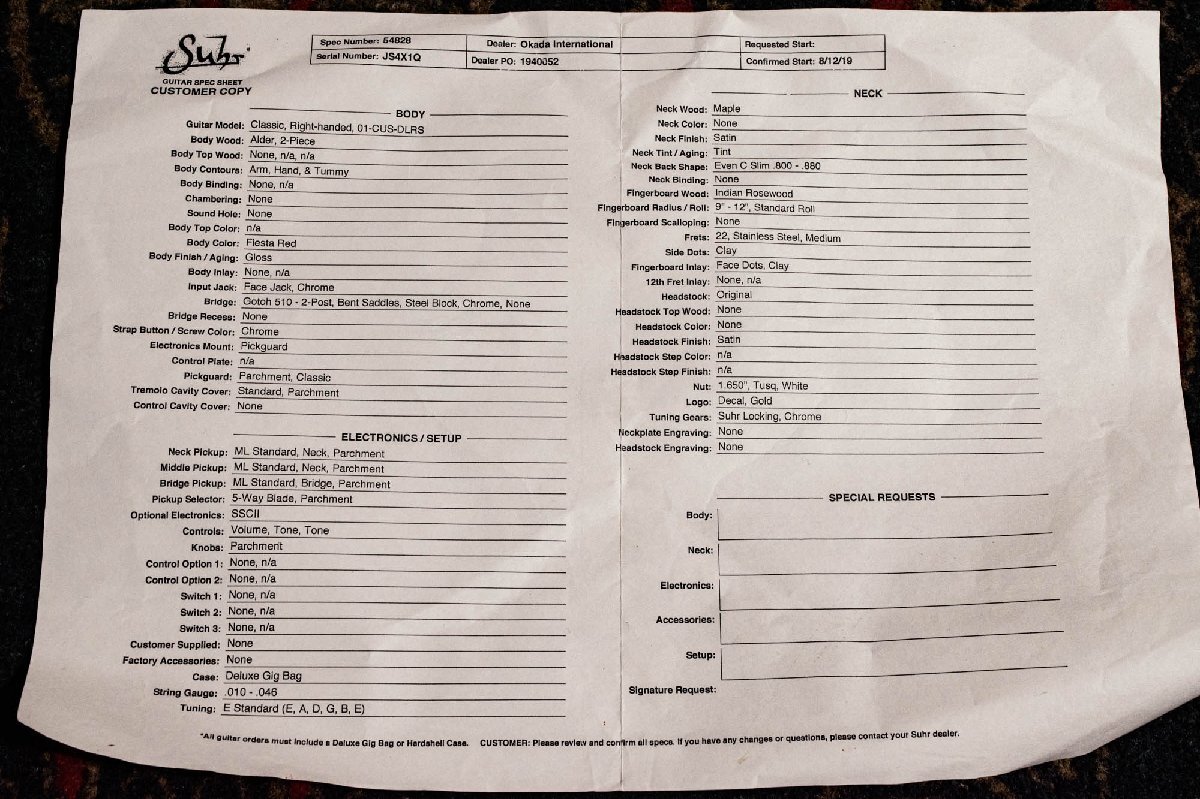 Suhr
GUITAR SPEC SHEET
CUSTOMER COPY
Spec Number: 54828
Serial Number: JS4X1Q
Dealer: Okada International
Dealer PO: 1940052
Requested Start:
Confirmed Start: 8/12/19
BODY
Guitar Model: Classic, Right-handed, 01-CUS-DLRS
Body Wood: Alder, 2-Piece
Body Top Wood: None, n/a, n/a
Body Contours: Arm, Hand, & Tummy
Body Binding: None, n/a
Chambering: None
Sound Hole: None
Body Top Color: n/a
Body Color: Fiesta Red
Body Finish / Aging: Gloss
Body Inlay: None, n/a
Input Jack: Face Jack, Chrome
Bridge: Gotch 510 - 2-Post, Bent Saddles, Steel Block, Chrome, None
Bridge Recess: None
Strap Button / Screw Color: Chrome
Electronics Mount: Pickguard
Control Plate: n/a
Pickguard: Parchment, Classic
Tremolo Cavity Cover: Standard, Parchment
Control Cavity Cover: None
ELECTRONICS / SETUP
Neck Pickup: ML Standard, Neck, Parchment
Middle Pickup: ML Standard, Neck, Parchment
Bridge Pickup: ML Standard, Bridge, Parchment
Pickup Selector: 5-Way Blade, Parchment
Optional Electronics: SSCII
Controls: Volume, Tone, Tone
Knobs: Parchment
Control Option 1: None, n/a
Control Option 2: None, n/a
Switch 1: None, n/a
Switch 2: None, n/a
Switch 3: None, n/a
Customer Supplied: None
Factory Accessories: None
Case: Deluxe Gig Bag
String Gauge: .010 - .046
Tuning: E Standard (E, A, D, G, B, E)
NECK
Neck Wood: Maple
Neck Color: None
Neck Finish: Satin
Neck Tint / Aging: Tint
Neck Back Shape: Even C Slim .800 - .880
Neck Binding: None
Fingerboard Wood: Indian Rosewood
Fingerboard Radius / Roll: 9" - 12", Standard Roll
Fingerboard Scalloping: None
Frets: 22, Stainless Steel, Medium
Side Dots: Clay
Fingerboard Inlay: Face Dots, Clay
12th Fret Inlay: None, n/a
Headstock: Original
Headstock Top Wood: None
Headstock Color: None
Headstock Finish: Satin
Headstock Step Color: n/a
Headstock Step Finish: n/a
Nut: 1.650", Tusq, White
Logo: Decal, Gold
Tuning Gears: Suhr Locking, Chrome
Neckplate Engraving: None
Headstock Engraving: None
SPECIAL REQUESTS
Body:
Neck:
Electronics:
Accessories:
Setup:
Signature Request:
*All guitar orders must include a Deluxe Gig Bag or Hardshell Case. CUSTOMER: Please review and confirm all specs. If you have any changes or questions, please contact your Suhr dealer.